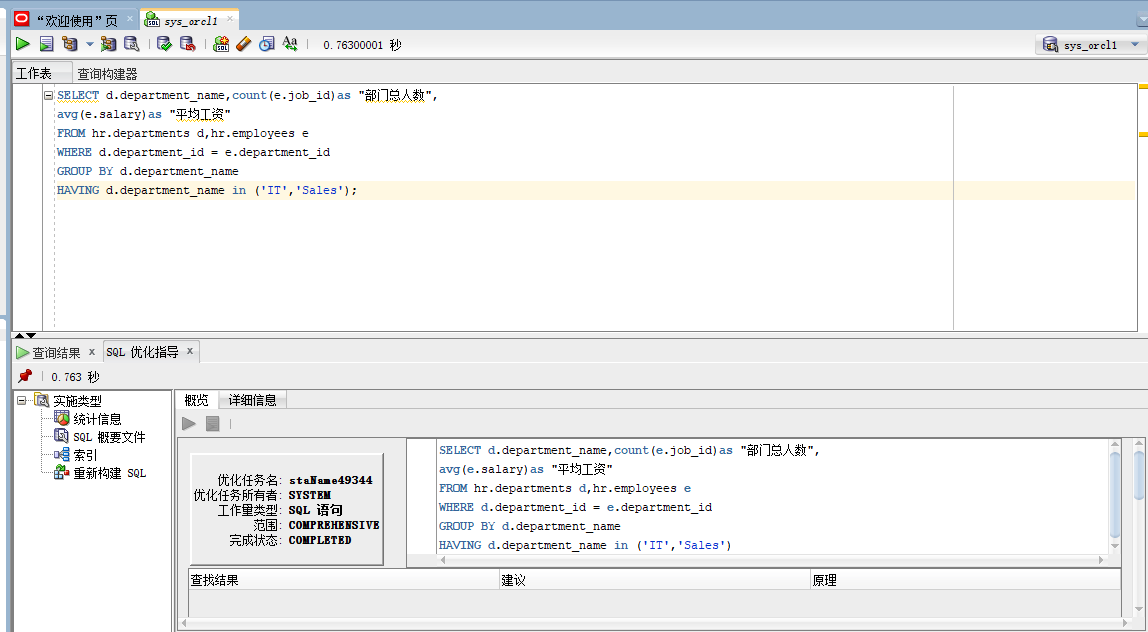 “欢迎使用”页
sys_orcl1
0.76300001 秒
sys_orcl1
工作表
查询构建器
SELECT d.department_name,count(e.job_id)as "部门总人数",
avg(e.salary)as "平均工资"
FROM hr.departments d,hr.employees e
WHERE d.department_id = e.department_id
GROUP BY d.department_name
HAVING d.department_name in ('IT','Sales');
查询结果
SQL 优化指导
0.763 秒
实施类型
统计信息
SQL 概要文件
索引
重新构建 SQL
概览
详细信息
优化任务名: staName49344
优化任务所有者: SYSTEM
工作量类型: SQL 语句
范围: COMPREHENSIVE
完成状态: COMPLETED
SELECT d.department_name,count(e.job_id)as "部门总人数",
avg(e.salary)as "平均工资"
FROM hr.departments d,hr.employees e
WHERE d.department_id = e.department_id
GROUP BY d.department_name
HAVING d.department_name in ('IT','Sales')
查找结果
建议
原理